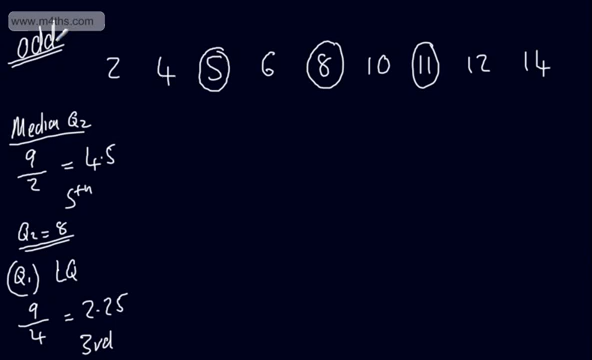 www.m4ths.com
odd
2 4 5 6 8 10 11 12 14
Median Q2
9/2 = 4.5
5th
Q2 = 8
(Q1) LQ
9/4 = 2.25
3rd